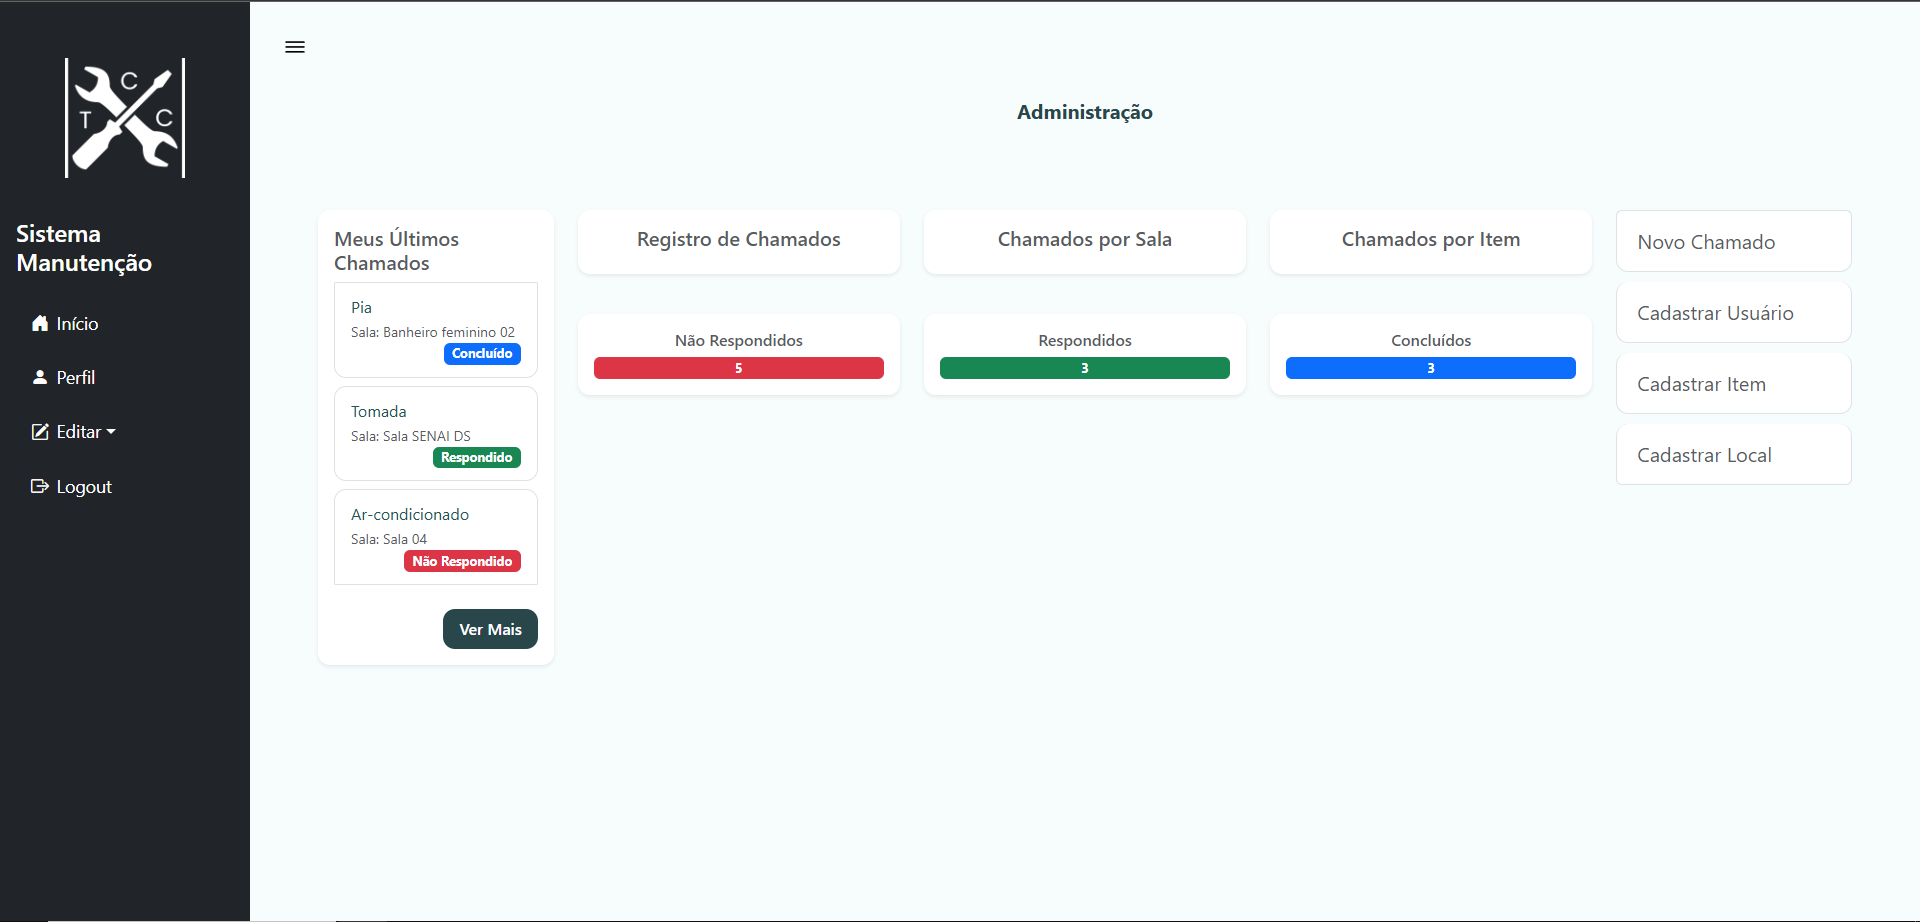 C
T
C
Sistema
Manutenção
Início
Perfil
Editar
Logout
Administração
Meus Últimos
Chamados
Pia
Sala: Banheiro feminino 02
Concluído
Tomada
Sala: Sala SENAI DS
Respondido
Ar-condicionado
Sala: Sala 04
Não Respondido
Ver Mais
Registro de Chamados
Chamados por Sala
Chamados por Item
Não Respondidos
5
Respondidos
3
Concluídos
3
Novo Chamado
Cadastrar Usuário
Cadastrar Item
Cadastrar Local